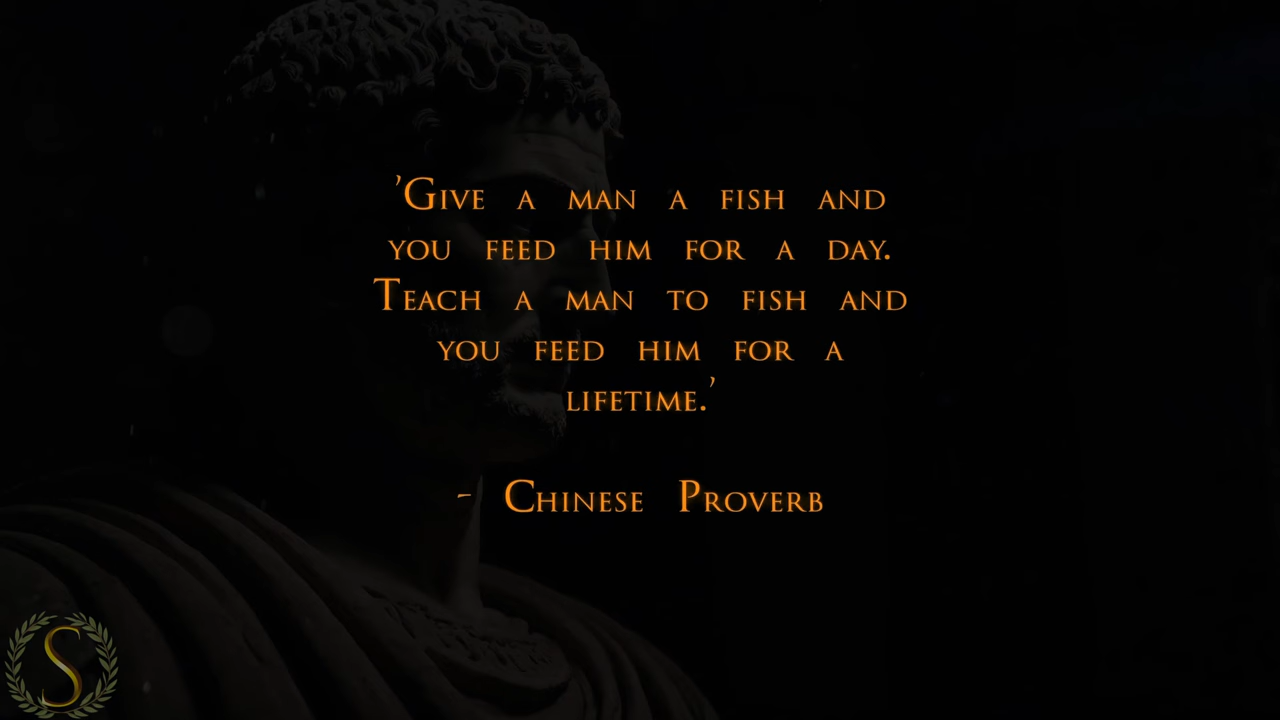 'Give a man a fish and
you feed him for a day.
Teach a man to fish and
you feed him for a
lifetime.'
- Chinese Proverb
S